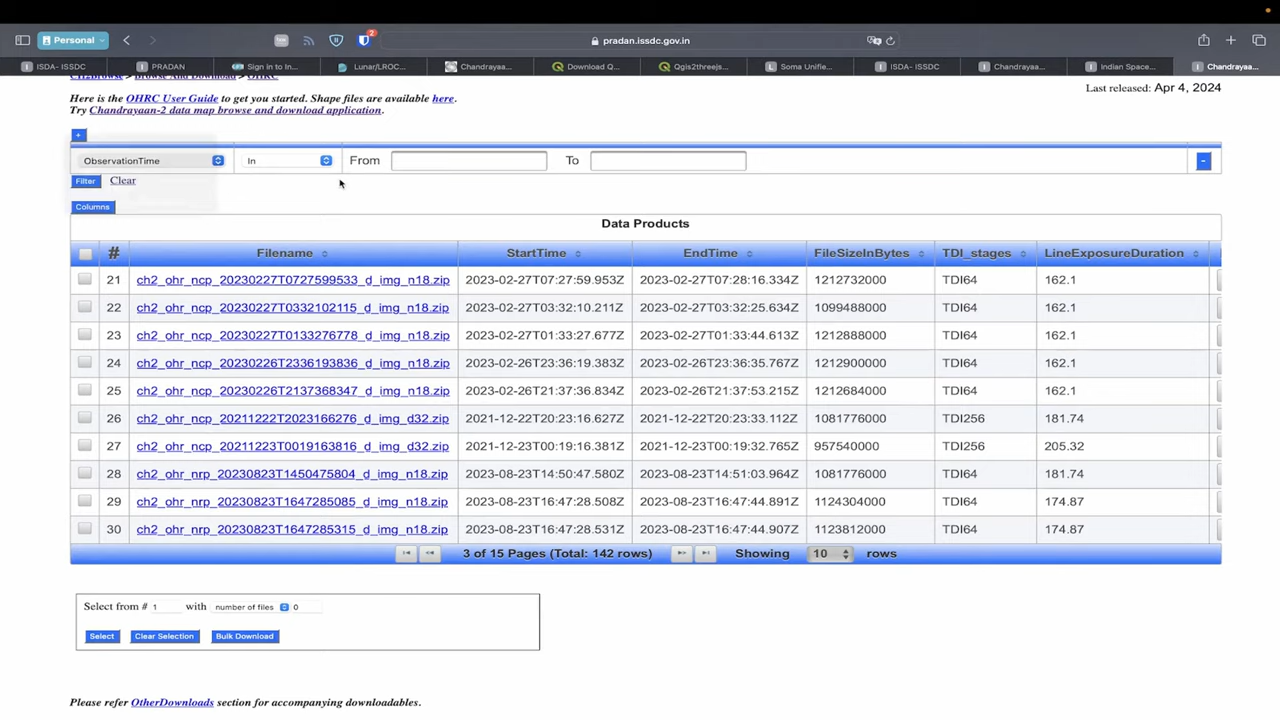 Personal
2
pradan.issdc.gov.in
ISDA- ISSDC
PRADAN
Sign in to In...
Lunar/LROC...
Chandrayaa...
Download Q...
Qgis2threejs...
Soma Unifie...
ISDA- ISSDC
Chandrayaa...
Indian Space...
Chandrayaa...
CH2Browse > Browse And Download > OHRC
Last released: Apr 4, 2024
Here is the OHRC User Guide to get you started. Shape files are available here.
Try Chandrayaan-2 data map browse and download application.
+
ObservationTime In From To -
Filter Clear
Columns
Data Products
# Filename StartTime EndTime FileSizeInBytes TDI_stages LineExposureDuration
21 ch2_ohr_ncp_20230227T0727599533_d_img_n18.zip 2023-02-27T07:27:59.953Z 2023-02-27T07:28:16.334Z 1212732000 TDI64 162.1
22 ch2_ohr_ncp_20230227T0332102115_d_img_n18.zip 2023-02-27T03:32:10.211Z 2023-02-27T03:32:25.634Z 1099488000 TDI64 162.1
23 ch2_ohr_ncp_20230227T0133276778_d_img_n18.zip 2023-02-27T01:33:27.677Z 2023-02-27T01:33:44.613Z 1212888000 TDI64 162.1
24 ch2_ohr_ncp_20230226T2336193836_d_img_n18.zip 2023-02-26T23:36:19.383Z 2023-02-26T23:36:35.767Z 1212900000 TDI64 162.1
25 ch2_ohr_ncp_20230226T2137368347_d_img_n18.zip 2023-02-26T21:37:36.834Z 2023-02-26T21:37:53.215Z 1212684000 TDI64 162.1
26 ch2_ohr_ncp_20211222T2023166276_d_img_d32.zip 2021-12-22T20:23:16.627Z 2021-12-22T20:23:33.112Z 1081776000 TDI256 181.74
27 ch2_ohr_ncp_20211223T0019163816_d_img_d32.zip 2021-12-23T00:19:16.381Z 2021-12-23T00:19:32.765Z 957540000 TDI256 205.32
28 ch2_ohr_nrp_20230823T1450475804_d_img_n18.zip 2023-08-23T14:50:47.580Z 2023-08-23T14:51:03.964Z 1081776000 TDI64 181.74
29 ch2_ohr_nrp_20230823T1647285085_d_img_n18.zip 2023-08-23T16:47:28.508Z 2023-08-23T16:47:44.891Z 1124304000 TDI64 174.87
30 ch2_ohr_nrp_20230823T1647285315_d_img_n18.zip 2023-08-23T16:47:28.531Z 2023-08-23T16:47:44.907Z 1123812000 TDI64 174.87
3 of 15 Pages (Total: 142 rows) Showing 10 rows
Select from # 1 with number of files 0
Select Clear Selection Bulk Download
Please refer OtherDownloads section for accompanying downloadables.